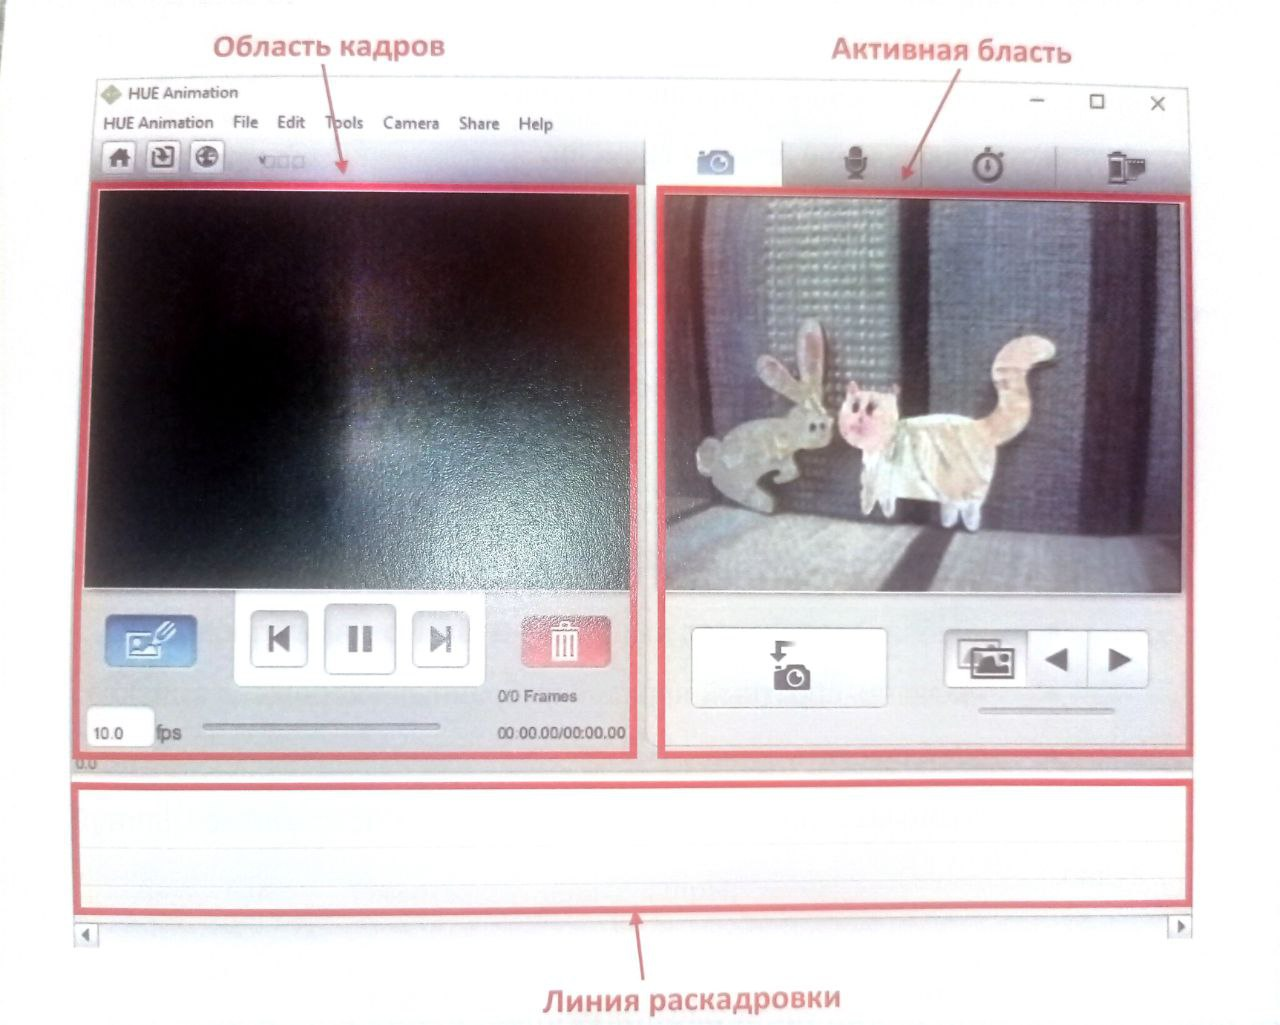 Область кадров
Активная бласть
HUE Animation
HUE Animation File Edit Tools Camera Share Help
0/0 Frames
10.0 fps
00:00.00/00:00.00
0.0
Линия раскадровки